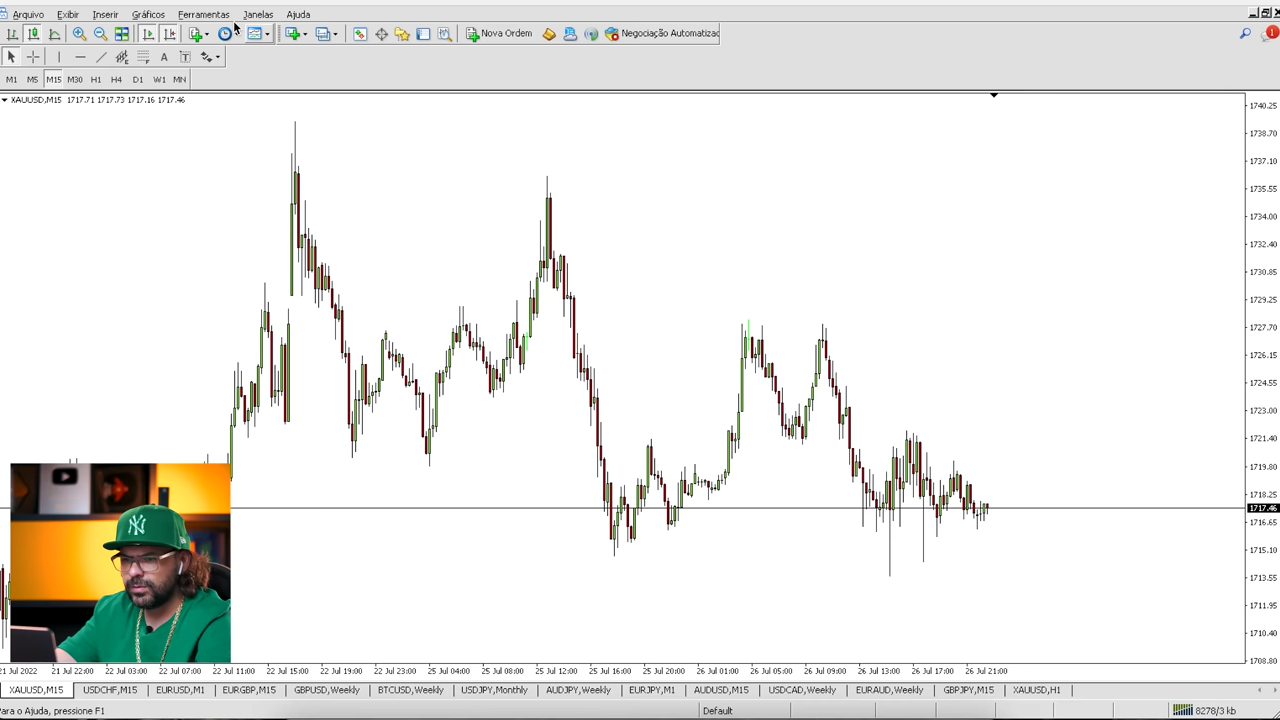 Arquivo Exibir Inserir Gráficos Ferramentas Janelas Ajuda
Nova Ordem Negociação Automatizac
1
A T
M1 M5 M15 M30 H1 H4 D1 W1 MN
XAUUSD,M15 1717.71 1717.73 1717.16 1717.46
1740.25
1738.70
1737.10
1735.55
1734.00
1732.40
1730.85
1729.25
1727.70
1726.15
1724.55
1723.00
1721.40
1719.80
1718.25
1717.46
1716.65
1715.10
1713.55
1711.95
1710.40
1708.80
NY
21 Jul 2022 21 Jul 22:00 22 Jul 03:00 22 Jul 07:00 22 Jul 11:00 22 Jul 15:00 22 Jul 19:00 22 Jul 23:00 25 Jul 04:00 25 Jul 08:00 25 Jul 12:00 25 Jul 16:00 25 Jul 20:00 26 Jul 01:00 26 Jul 05:00 26 Jul 09:00 26 Jul 13:00 26 Jul 17:00 26 Jul 21:00
XAUUSD,M15 USDCHF,M15 EURUSD,M1 EURGBP,M15 GBPUSD,Weekly BTCUSD,Weekly USDJPY,Monthly AUDJPY,Weekly EURJPY,M1 AUDUSD,M15 USDCAD,Weekly EURAUD,Weekly GBPJPY,M15 XAUUSD,H1
Para o Ajuda, pressione F1 Default 8278/3 kb